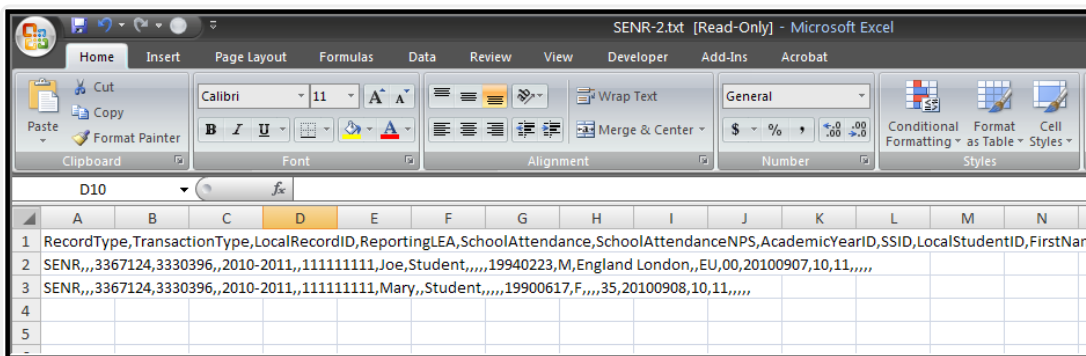 SENR-2.txt [Read-Only] - Microsoft Excel
Home Insert Page Layout Formulas Data Review View Developer Add-Ins Acrobat
Cut
Copy
Format Painter
Paste
Clipboard
Calibri 11 A A
B I U A
Font
Wrap Text
Merge & Center
Alignment
General
$ % , .0 .00 .00 .0
Number
Conditional Formatting
Format as Table
Cell Styles
Styles
D10 fx
A B C D E F G H I J K L M N
1 RecordType,TransactionType,LocalRecordID,ReportingLEA,SchoolAttendance,SchoolAttendanceNPS,AcademicYearID,SSID,LocalStudentID,FirstNar
2 SENR,,,3367124,3330396,,2010-2011,,111111111,Joe,Student,,,,,19940223,M,England London,,EU,00,20100907,10,11,,,,,
3 SENR,,,3367124,3330396,,2010-2011,,111111111,Mary,,Student,,,,,19900617,F,,,,35,20100908,10,11,,,,,
4
5